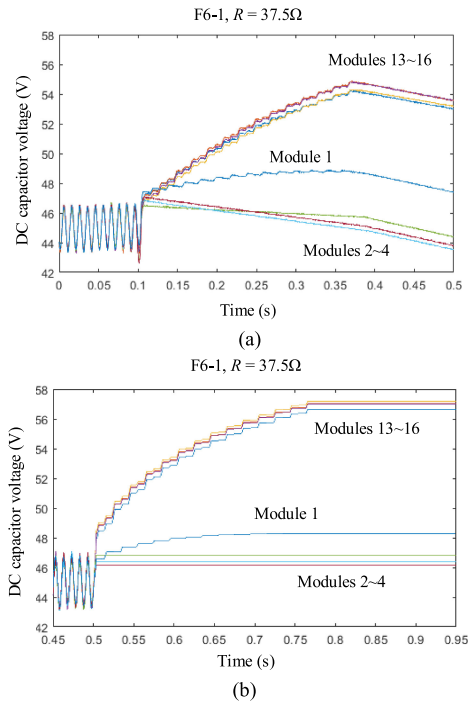 F6-1, R = 37.5Ω
58
56
54
52
50
48
46
44
42
DC capacitor voltage (V)
Modules 13~16
Module 1
Modules 2~4
0 0.05 0.1 0.15 0.2 0.25 0.3 0.35 0.4 0.45 0.5
Time (s)
(a)
F6-1, R = 37.5Ω
58
56
54
52
50
48
46
44
42
DC capacitor voltage (V)
Modules 13~16
Module 1
Modules 2~4
0.45 0.5 0.55 0.6 0.65 0.7 0.75 0.8 0.85 0.9 0.95
Time (s)
(b)